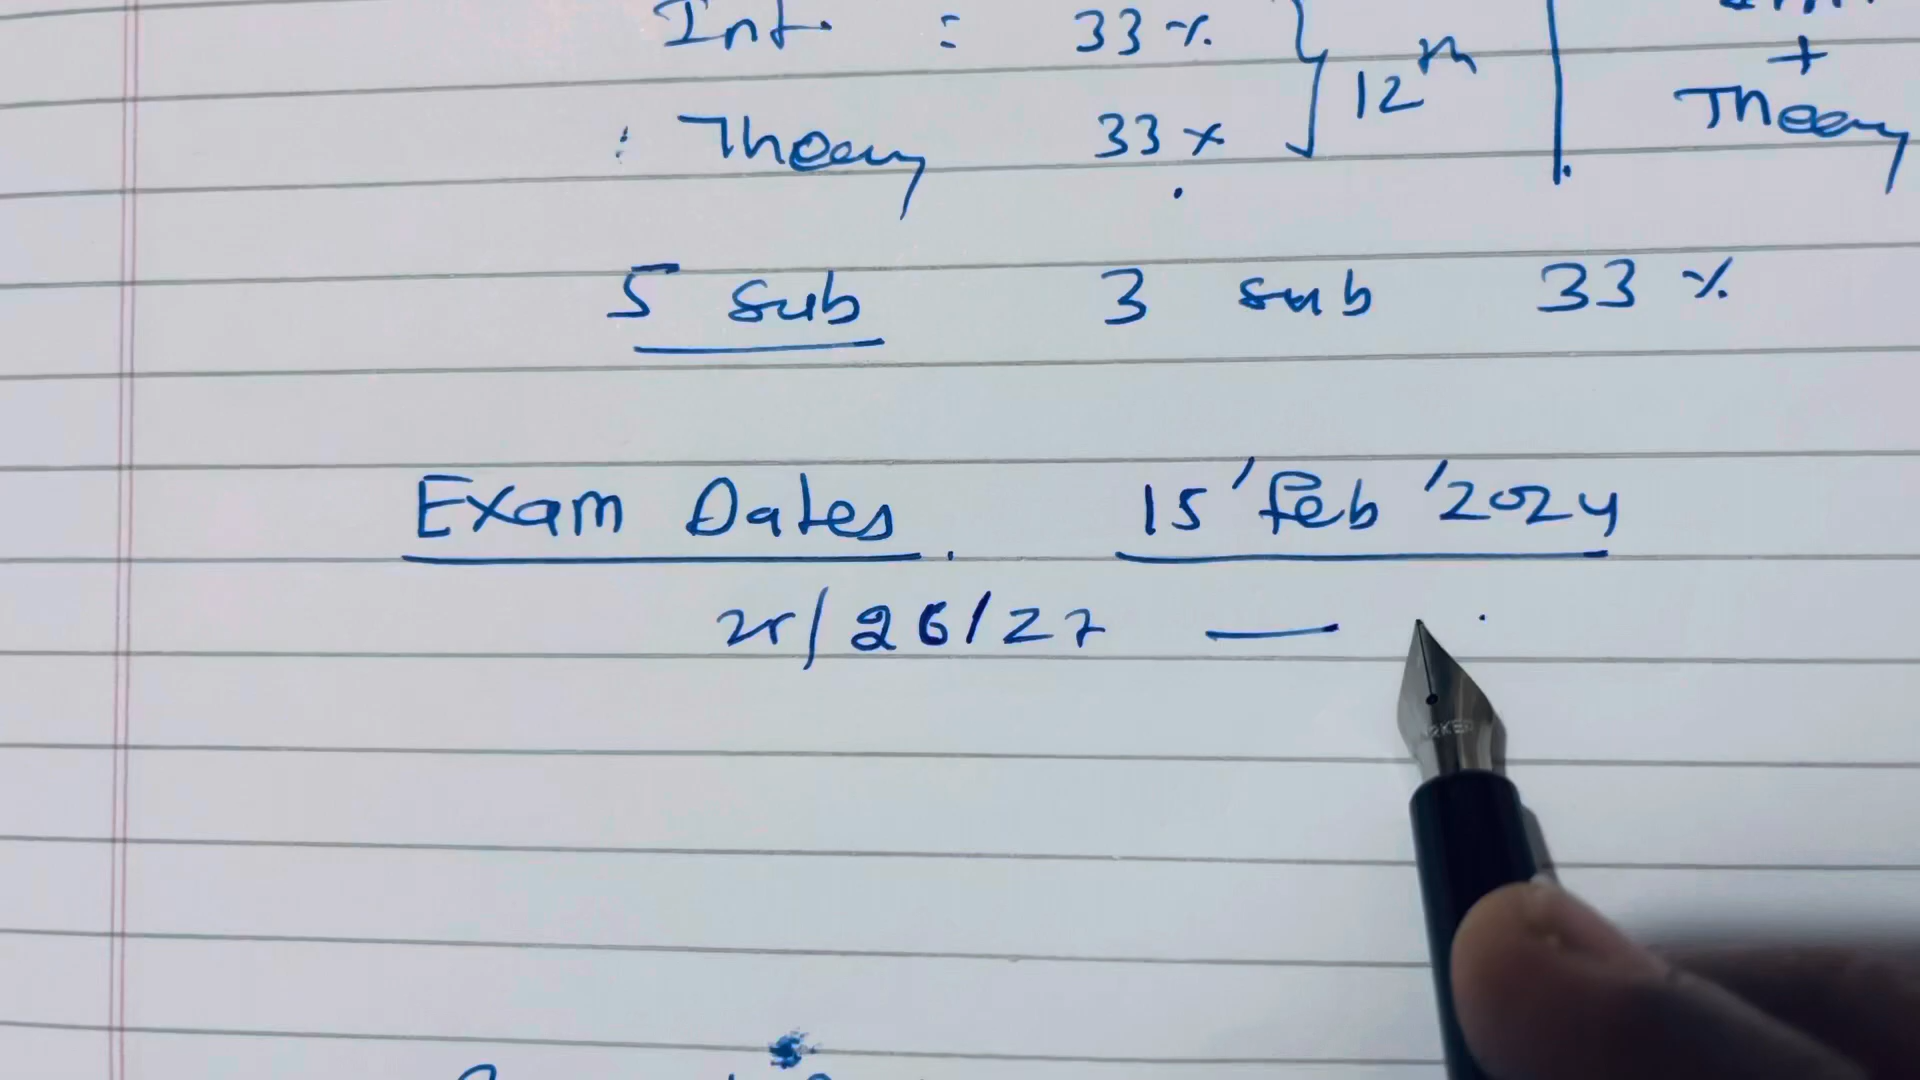 Int. : 33 %. } 12th
+
: Theory 33 % Theory
5 sub 3 sub 33 %
Exam Dates. 15 'Feb '2024
25/26/27 —